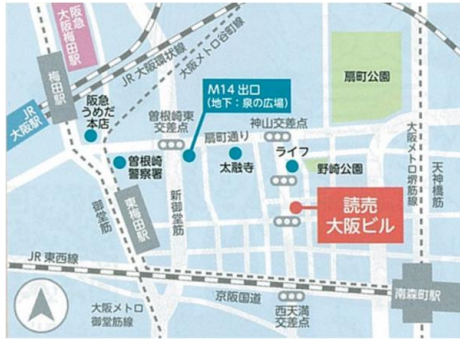 阪急
大阪梅田駅
梅田駅
JR大阪環状線
大阪メトロ谷町線
JR
大阪駅
阪急
うめだ
本店
M14 出口
(地下:泉の広場)
扇町公園
曽根崎東
交差点
扇町通り
神山交差点
曽根崎
警察署
太融寺
ライフ
野崎公園
大阪メトロ堺筋線
天神橋筋
御堂筋
東梅田駅
新御堂筋
読売
大阪ビル
JR 東西線
大阪メトロ
御堂筋線
京阪国道
西天満
交差点
南森町駅